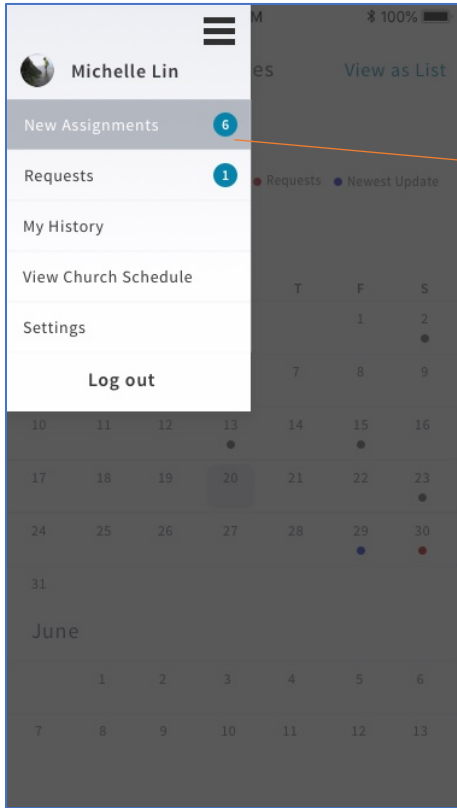 M 100%
Michelle Lin es View as List
New Assignments 6
Requests 1 Requests Newest Update
My History
View Church Schedule
T F S
Settings 1 2
Log out 7 8 9
10 11 12 13 14 15 16
17 18 19 20 21 22 23
24 25 26 27 28 29 30
31
June
1 2 3 4 5 6
7 8 9 10 11 12 13